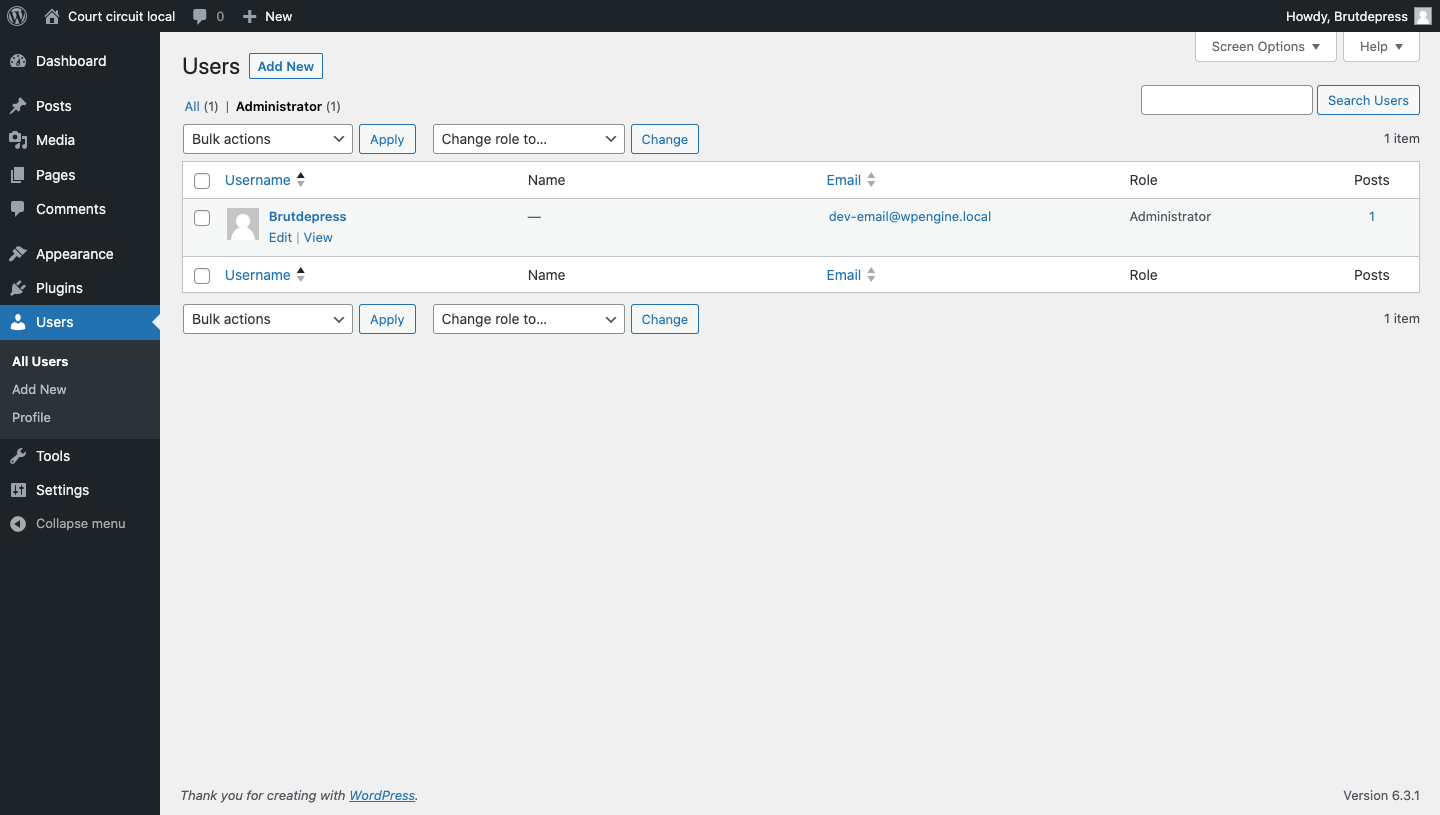 Court circuit local 0 New Howdy, Brutdepress
Screen Options Help
Dashboard
Posts
Media
Pages
Comments
Appearance
Plugins
Users
All Users
Add New
Profile
Tools
Settings
Collapse menu
Users Add New
All (1) | Administrator (1)
Search Users
Bulk actions Apply Change role to... Change 1 item
Username Name Email Role Posts
Brutdepress — dev-email@wpengine.local Administrator 1
Edit | View
Username Name Email Role Posts
Bulk actions Apply Change role to... Change 1 item
Thank you for creating with WordPress. Version 6.3.1